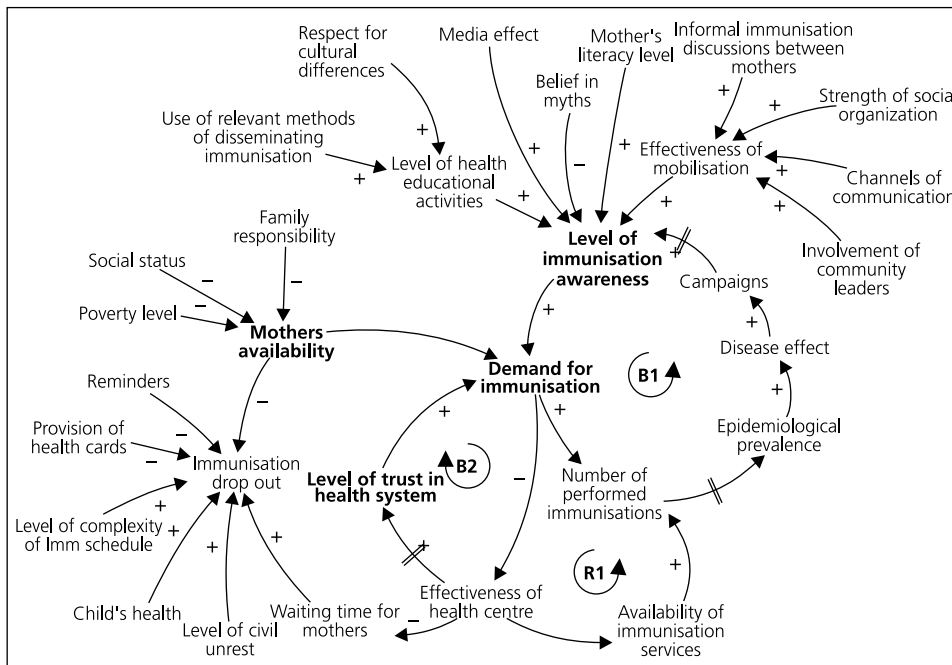 Respect for
cultural
differences
Media effect
Mother's
literacy level
Informal immunisation
discussions between
mothers
Belief in
myths
Strength of social
organization
Use of relevant methods
of disseminating
immunisation
Level of health
educational
activities
Effectiveness of
mobilisation
Channels of
communication
Involvement of
community
leaders
Level of
immunisation
awareness
Campaigns
Family
responsibility
Social status
Poverty level
Mothers
availability
Disease effect
Demand for
immunisation
B1
Reminders
Provision of
health cards
Immunisation
drop out
Level of trust in
health system
B2
Epidemiological
prevalence
Number of
performed
immunisations
Level of complexity
of Imm schedule
R1
Child's health
Level of civil
unrest
Waiting time for
mothers
Effectiveness of
health centre
Availability of
immunisation
services
+
+
+
+
–
+
+
+
+
+
+
+
+
+
+
+
–
–
–
–
–
–
+
+
+
+
+
+
–
–
+
+